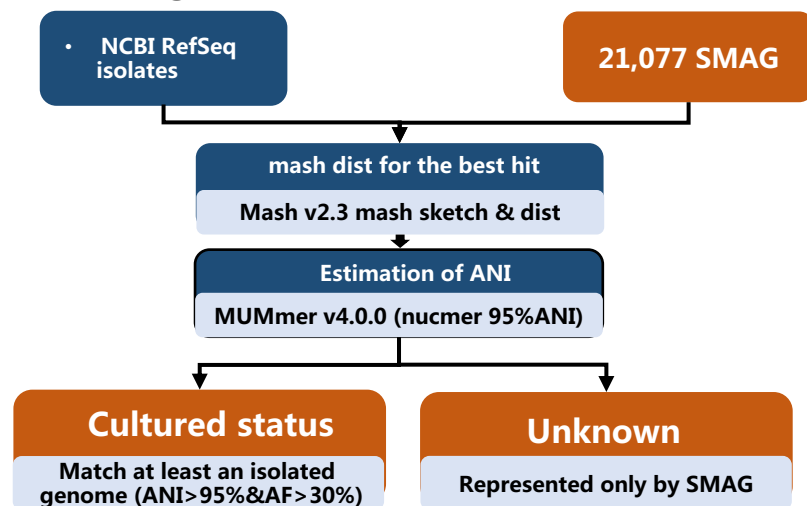 • NCBI RefSeq
isolates
21,077 SMAG
mash dist for the best hit
Mash v2.3 mash sketch & dist
Estimation of ANI
MUMmer v4.0.0 (nucmer 95%ANI)
Cultured status
Match at least an isolated
genome (ANI>95%&AF>30%)
Unknown
Represented only by SMAG